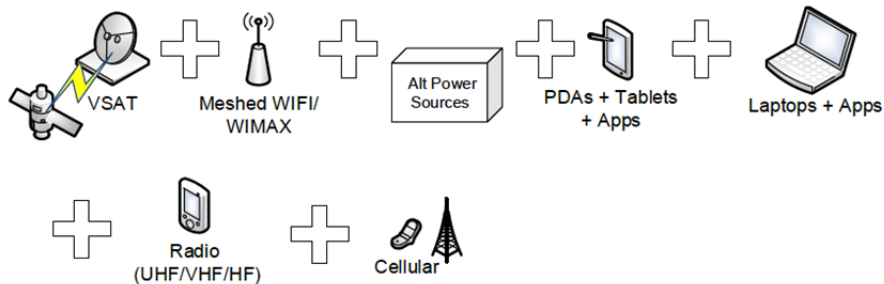 VSAT
Meshed WIFI/
WIMAX
Alt Power
Sources
PDAs + Tablets
+ Apps
Laptops + Apps
Radio
(UHF/VHF/HF)
Cellular